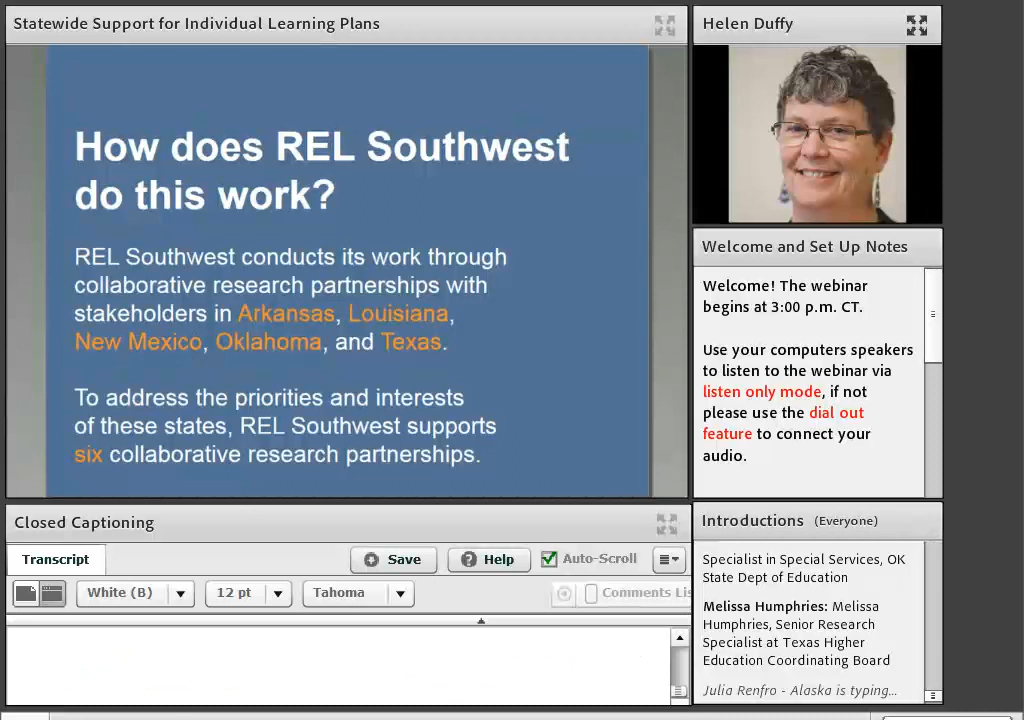 Statewide Support for Individual Learning Plans
How does REL Southwest
do this work?
REL Southwest conducts its work through
collaborative research partnerships with
stakeholders in Arkansas, Louisiana,
New Mexico, Oklahoma, and Texas.
To address the priorities and interests
of these states, REL Southwest supports
six collaborative research partnerships.
Helen Duffy
Welcome and Set Up Notes
Welcome! The webinar
begins at 3:00 p.m. CT.
Use your computers speakers
to listen to the webinar via
listen only mode, if not
please use the dial out
feature to connect your
audio.
Closed Captioning
Transcript
Save
Help
Auto-Scroll
White (B)
12 pt
Tahoma
Comments Lis
Introductions (Everyone)
Specialist in Special Services, OK
State Dept of Education
Melissa Humphries: Melissa
Humphries, Senior Research
Specialist at Texas Higher
Education Coordinating Board
Julia Renfro - Alaska is typing...